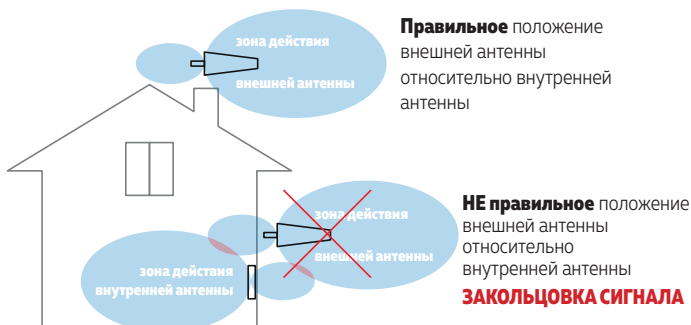 зона действия
внешней антенны
Правильное положение
внешней антенны
относительно внутренней
антенны
зона действия
внешней антенны
НЕ правильное положение
внешней антенны
относительно
внутренней антенны
ЗАКОЛЬЦОВКА СИГНАЛА
зона действия
внутренней антенны